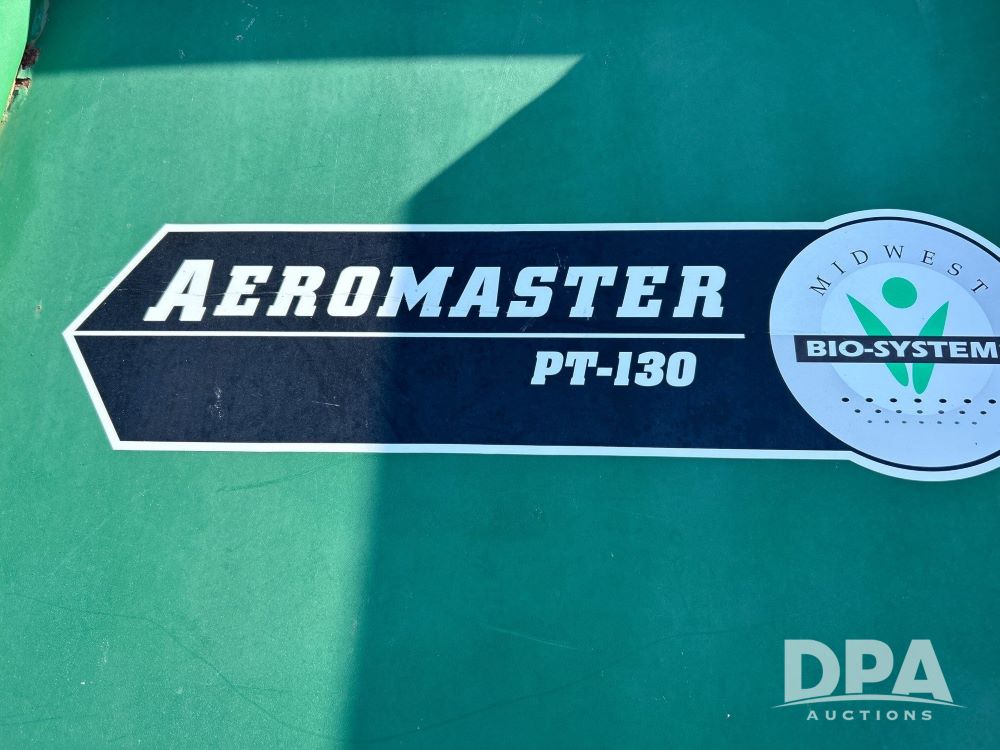 AEROMASTER
PT-130
MIDWEST
BIO-SYSTEM
DPA
AUCTIONS